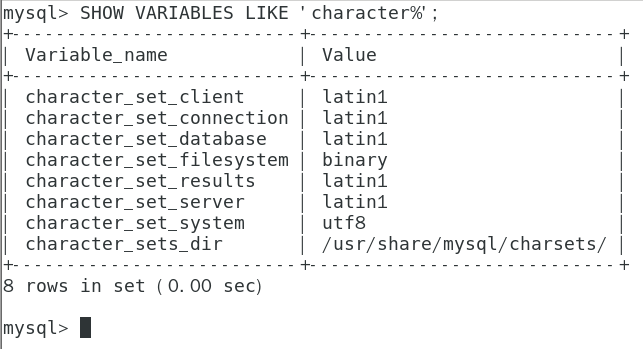 mysql> SHOW VARIABLES LIKE 'character%';
+--------------------------+----------------------------+
| Variable_name            | Value                      |
+--------------------------+----------------------------+
| character_set_client     | latin1                     |
| character_set_connection | latin1                     |
| character_set_database   | latin1                     |
| character_set_filesystem | binary                     |
| character_set_results    | latin1                     |
| character_set_server     | latin1                     |
| character_set_system     | utf8                       |
| character_sets_dir       | /usr/share/mysql/charsets/ |
+--------------------------+----------------------------+
8 rows in set (0.00 sec)
mysql>